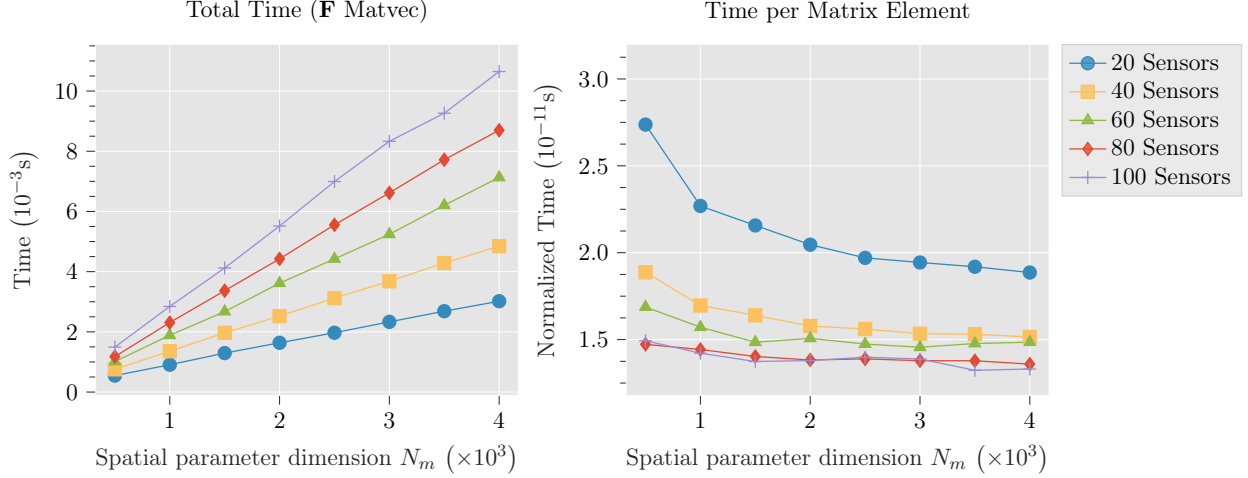 Total Time (F Matvec)
Time (10⁻³s)
10
8
6
4
2
0
1
2
3
4
Spatial parameter dimension Nₘ (×10³)
Time per Matrix Element
Normalized Time (10⁻¹¹s)
3.0
2.5
2.0
1.5
1
2
3
4
Spatial parameter dimension Nₘ (×10³)
20 Sensors
40 Sensors
60 Sensors
80 Sensors
100 Sensors